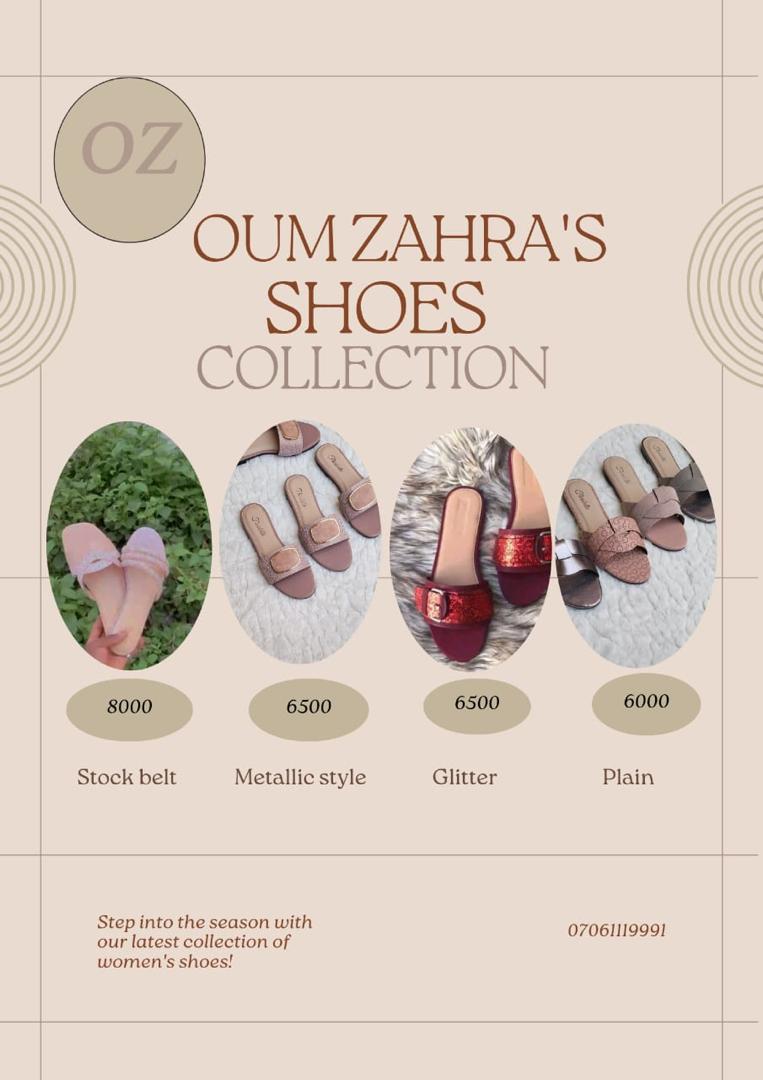 OZ
OUM ZAHRA'S
SHOES
COLLECTION
8000
6500
6500
6000
Stock belt
Metallic style
Glitter
Plain
Step into the season with
our latest collection of
women's shoes!
07061119991